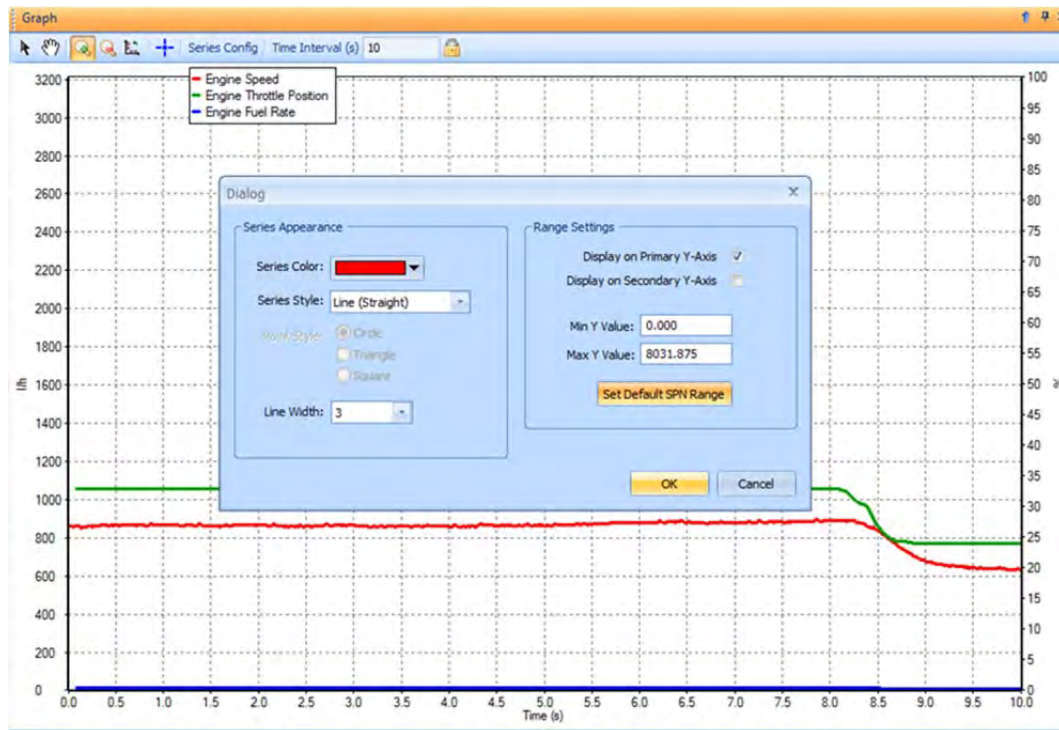 Graph
Series Config Time Interval (s) 10
Engine Speed
Engine Throttle Position
Engine Fuel Rate
3200
3000
2800
2600
2400
2200
2000
1800
1600
1400
1200
1000
800
600
400
200
0
l/h
Dialog
Series Appearance
Series Color:
Series Style: Line (Straight)
Circle
Triangle
Square
Line Width: 3
Range Settings
Display on Primary Y-Axis
Display on Secondary Y-Axis
Min Y Value: 0.000
Max Y Value: 8031.875
Set Default SPN Range
OK Cancel
100
95
90
85
80
75
70
65
60
55
50
45
40
35
30
25
20
15
10
5
0
%
0.0 0.5 1.0 1.5 2.0 2.5 3.0 3.5 4.0 4.5 5.0 5.5 6.0 6.5 7.0 7.5 8.0 8.5 9.0 9.5 10.0
Time (s)